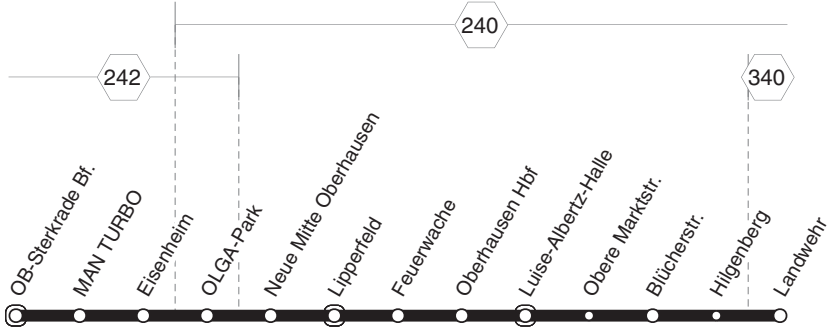 240
242
340
OB-Sterkrade Bf.
MAN TURBO
Eisenheim
OLGA-Park
Neue Mitte Oberhausen
Lipperfeld
Feuerwache
Oberhausen Hbf
Luise-Albertz-Halle
Obere Marktstr.
Blücherstr.
Hilgenberg
Landwehr